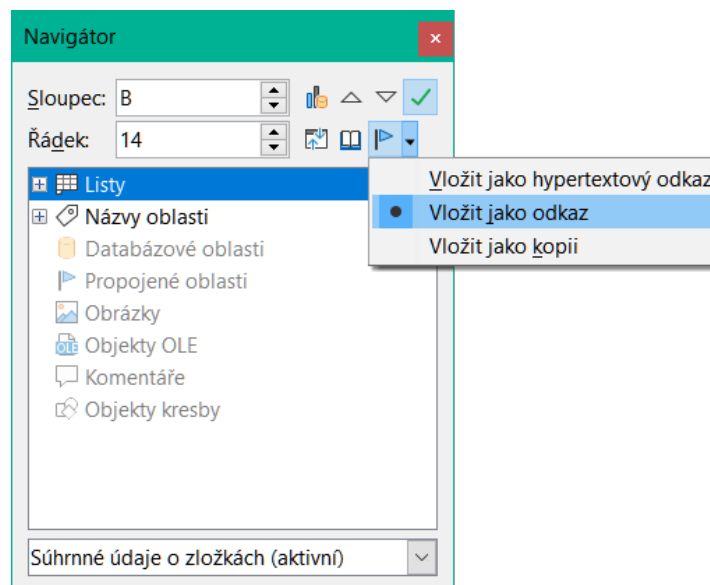 Navigátor
Sloupec: B
Řádek: 14
Vložit jako hypertextový odkaz
Vložit jako odkaz
Vložit jako kopii
Listy
Názvy oblasti
Databázové oblasti
Propojené oblasti
Obrázky
OLE Objekty OLE
Komentáře
Objekty kresby
Súhrnné údaje o zložkách (aktivní)